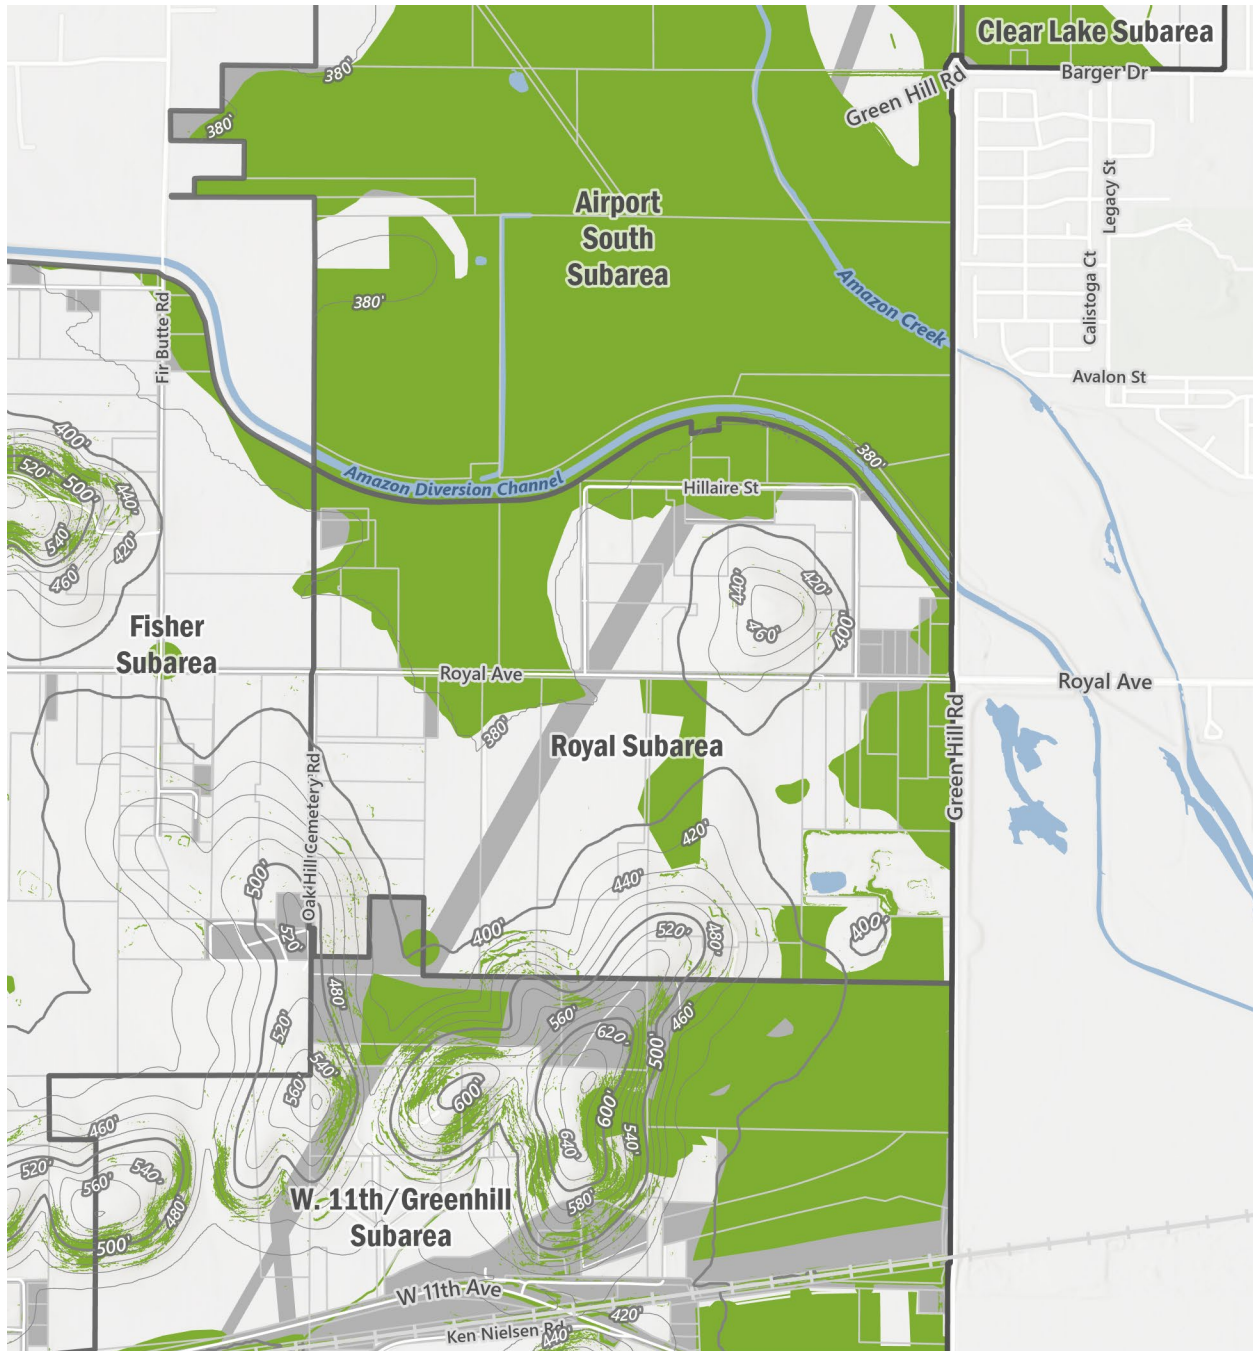 Clear Lake Subarea
Barger Dr
380'
Green Hill Rd
380'
Legacy St
Airport
South
Subarea
Calistoga Ct
Amazon Creek
380'
Fir Butte Rd
Avalon St
400'
380'
520'
500'
440'
Amazon Diversion Channel
Hillaire St
540'
420'
460'
440'
420'
460'
400'
Fisher
Subarea
Royal Ave
Royal Ave
380'
Royal Subarea
Green Hill Rd
Oak Hill Cemetery Rd
420'
500'
440'
520'
400'
520'
480'
400'
480'
520'
560'
620'
460'
500'
540'
560'
600'
600'
540'
640'
460'
520'
540'
560'
480'
500'
580'
W. 11th/Greenhill
Subarea
W 11th Ave
420'
Ken Nielsen Rd
440'